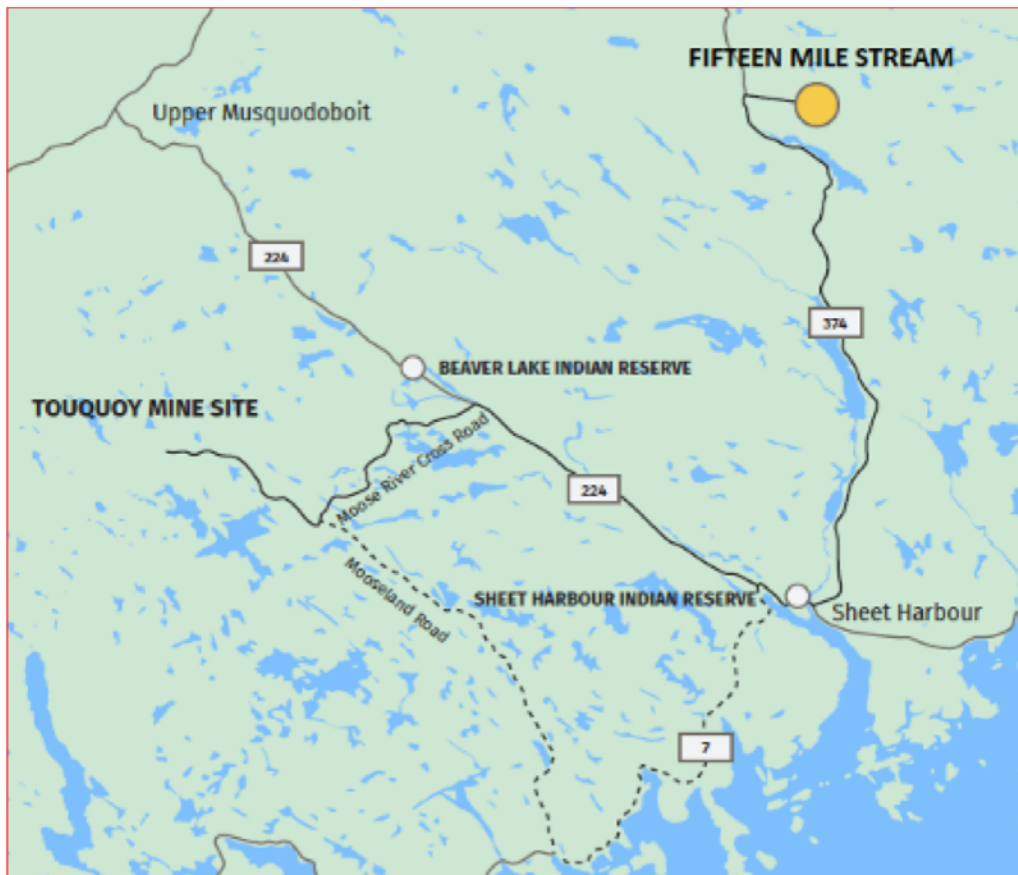 FIFTEEN MILE STREAM
Upper Musquodoboit
224
374
BEAVER LAKE INDIAN RESERVE
TOUQUOY MINE SITE
Moose River Cross Road
224
Mooseland Road
SHEET HARBOUR INDIAN RESERVE
Sheet Harbour
7